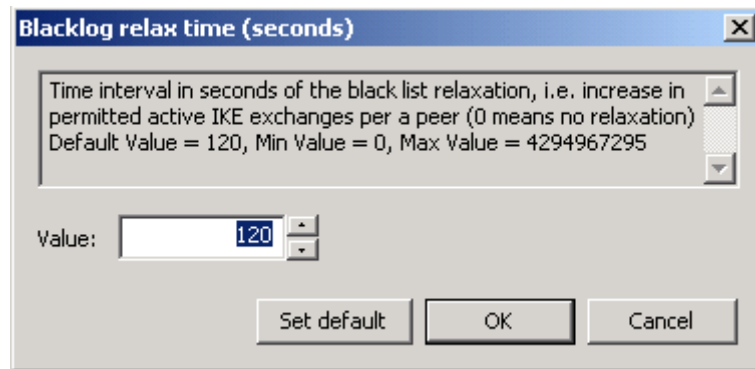 Blacklog relax time (seconds)
Time interval in seconds of the black list relaxation, i.e. increase in
permitted active IKE exchanges per a peer (0 means no relaxation)
Default Value = 120, Min Value = 0, Max Value = 4294967295
Value: 120
Set default OK Cancel